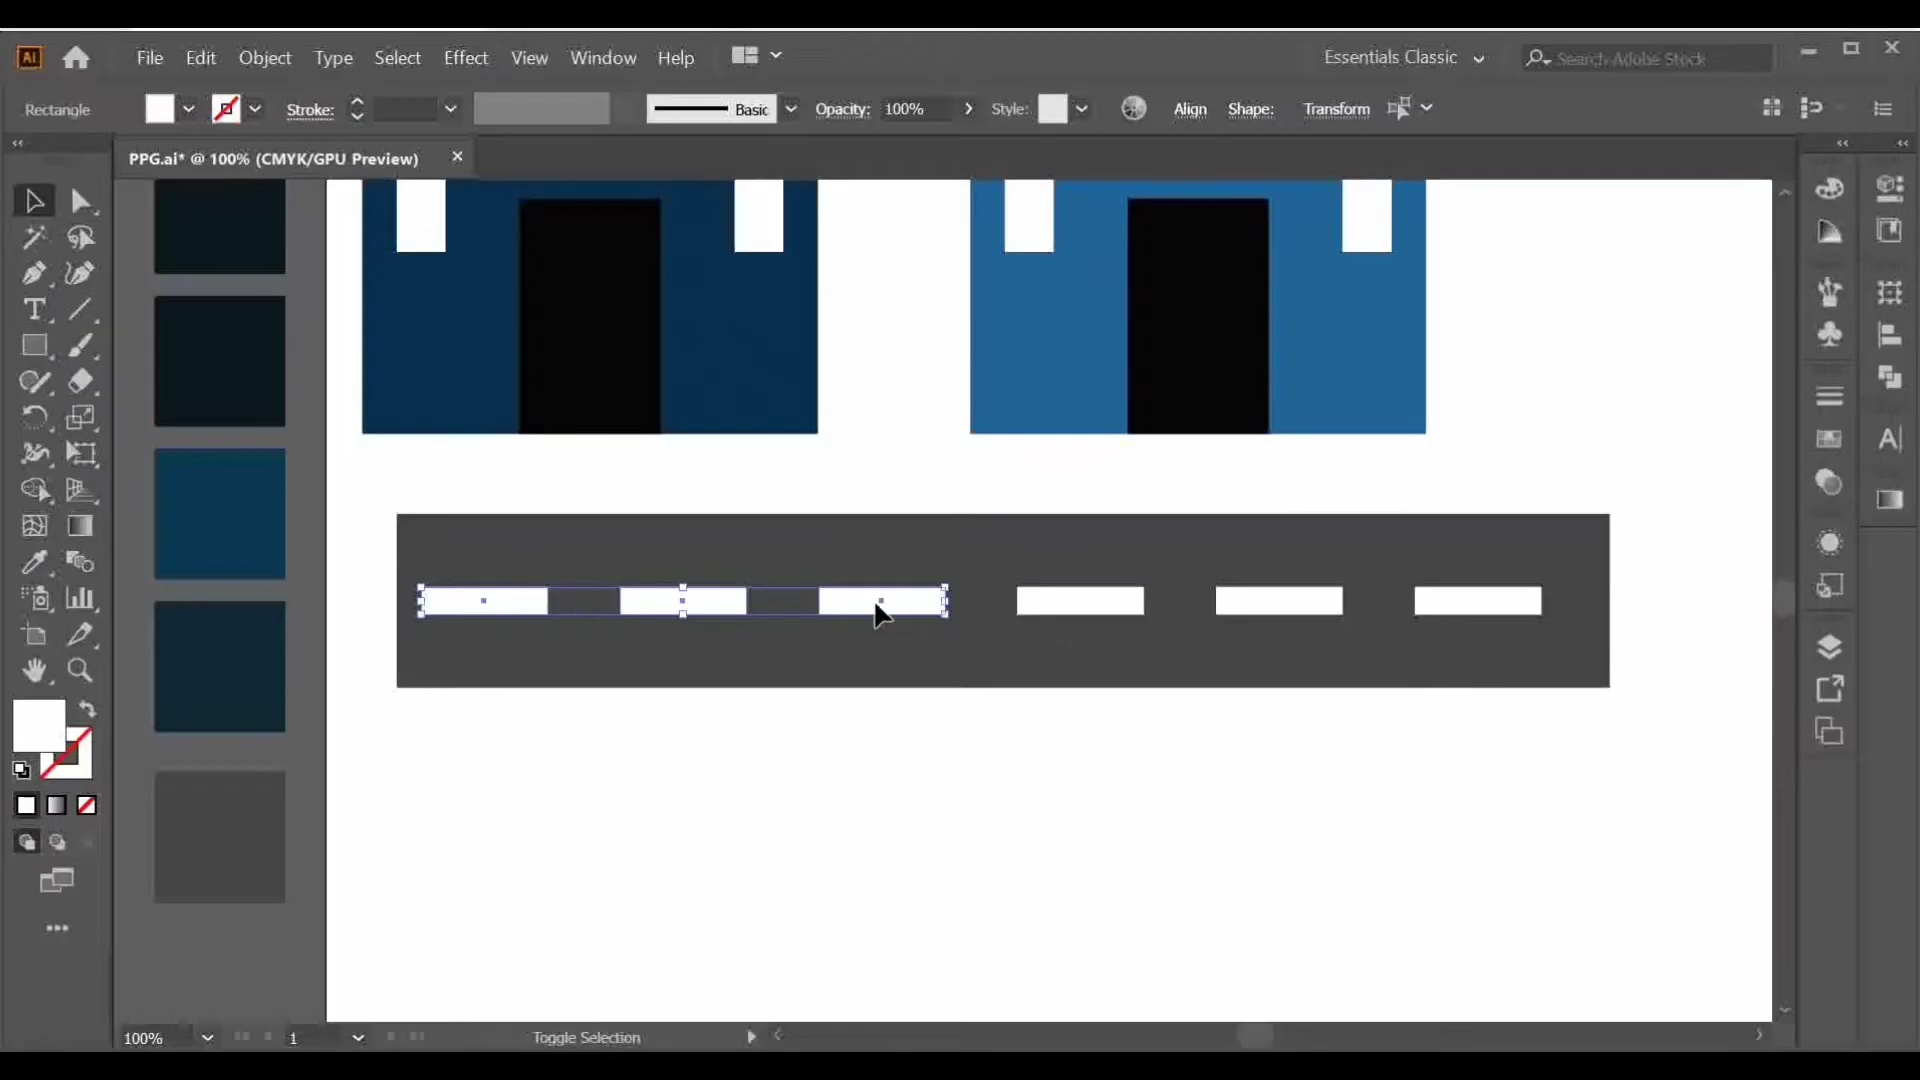 Ai File Edit Object Type Select Effect View Window Help Essentials Classic Search Adobe Stock
Rectangle Stroke: Basic Opacity: 100% Style: Align Shape: Transform
PPG.ai* @ 100% (CMYK/GPU Preview)
100% 1 Toggle Selection